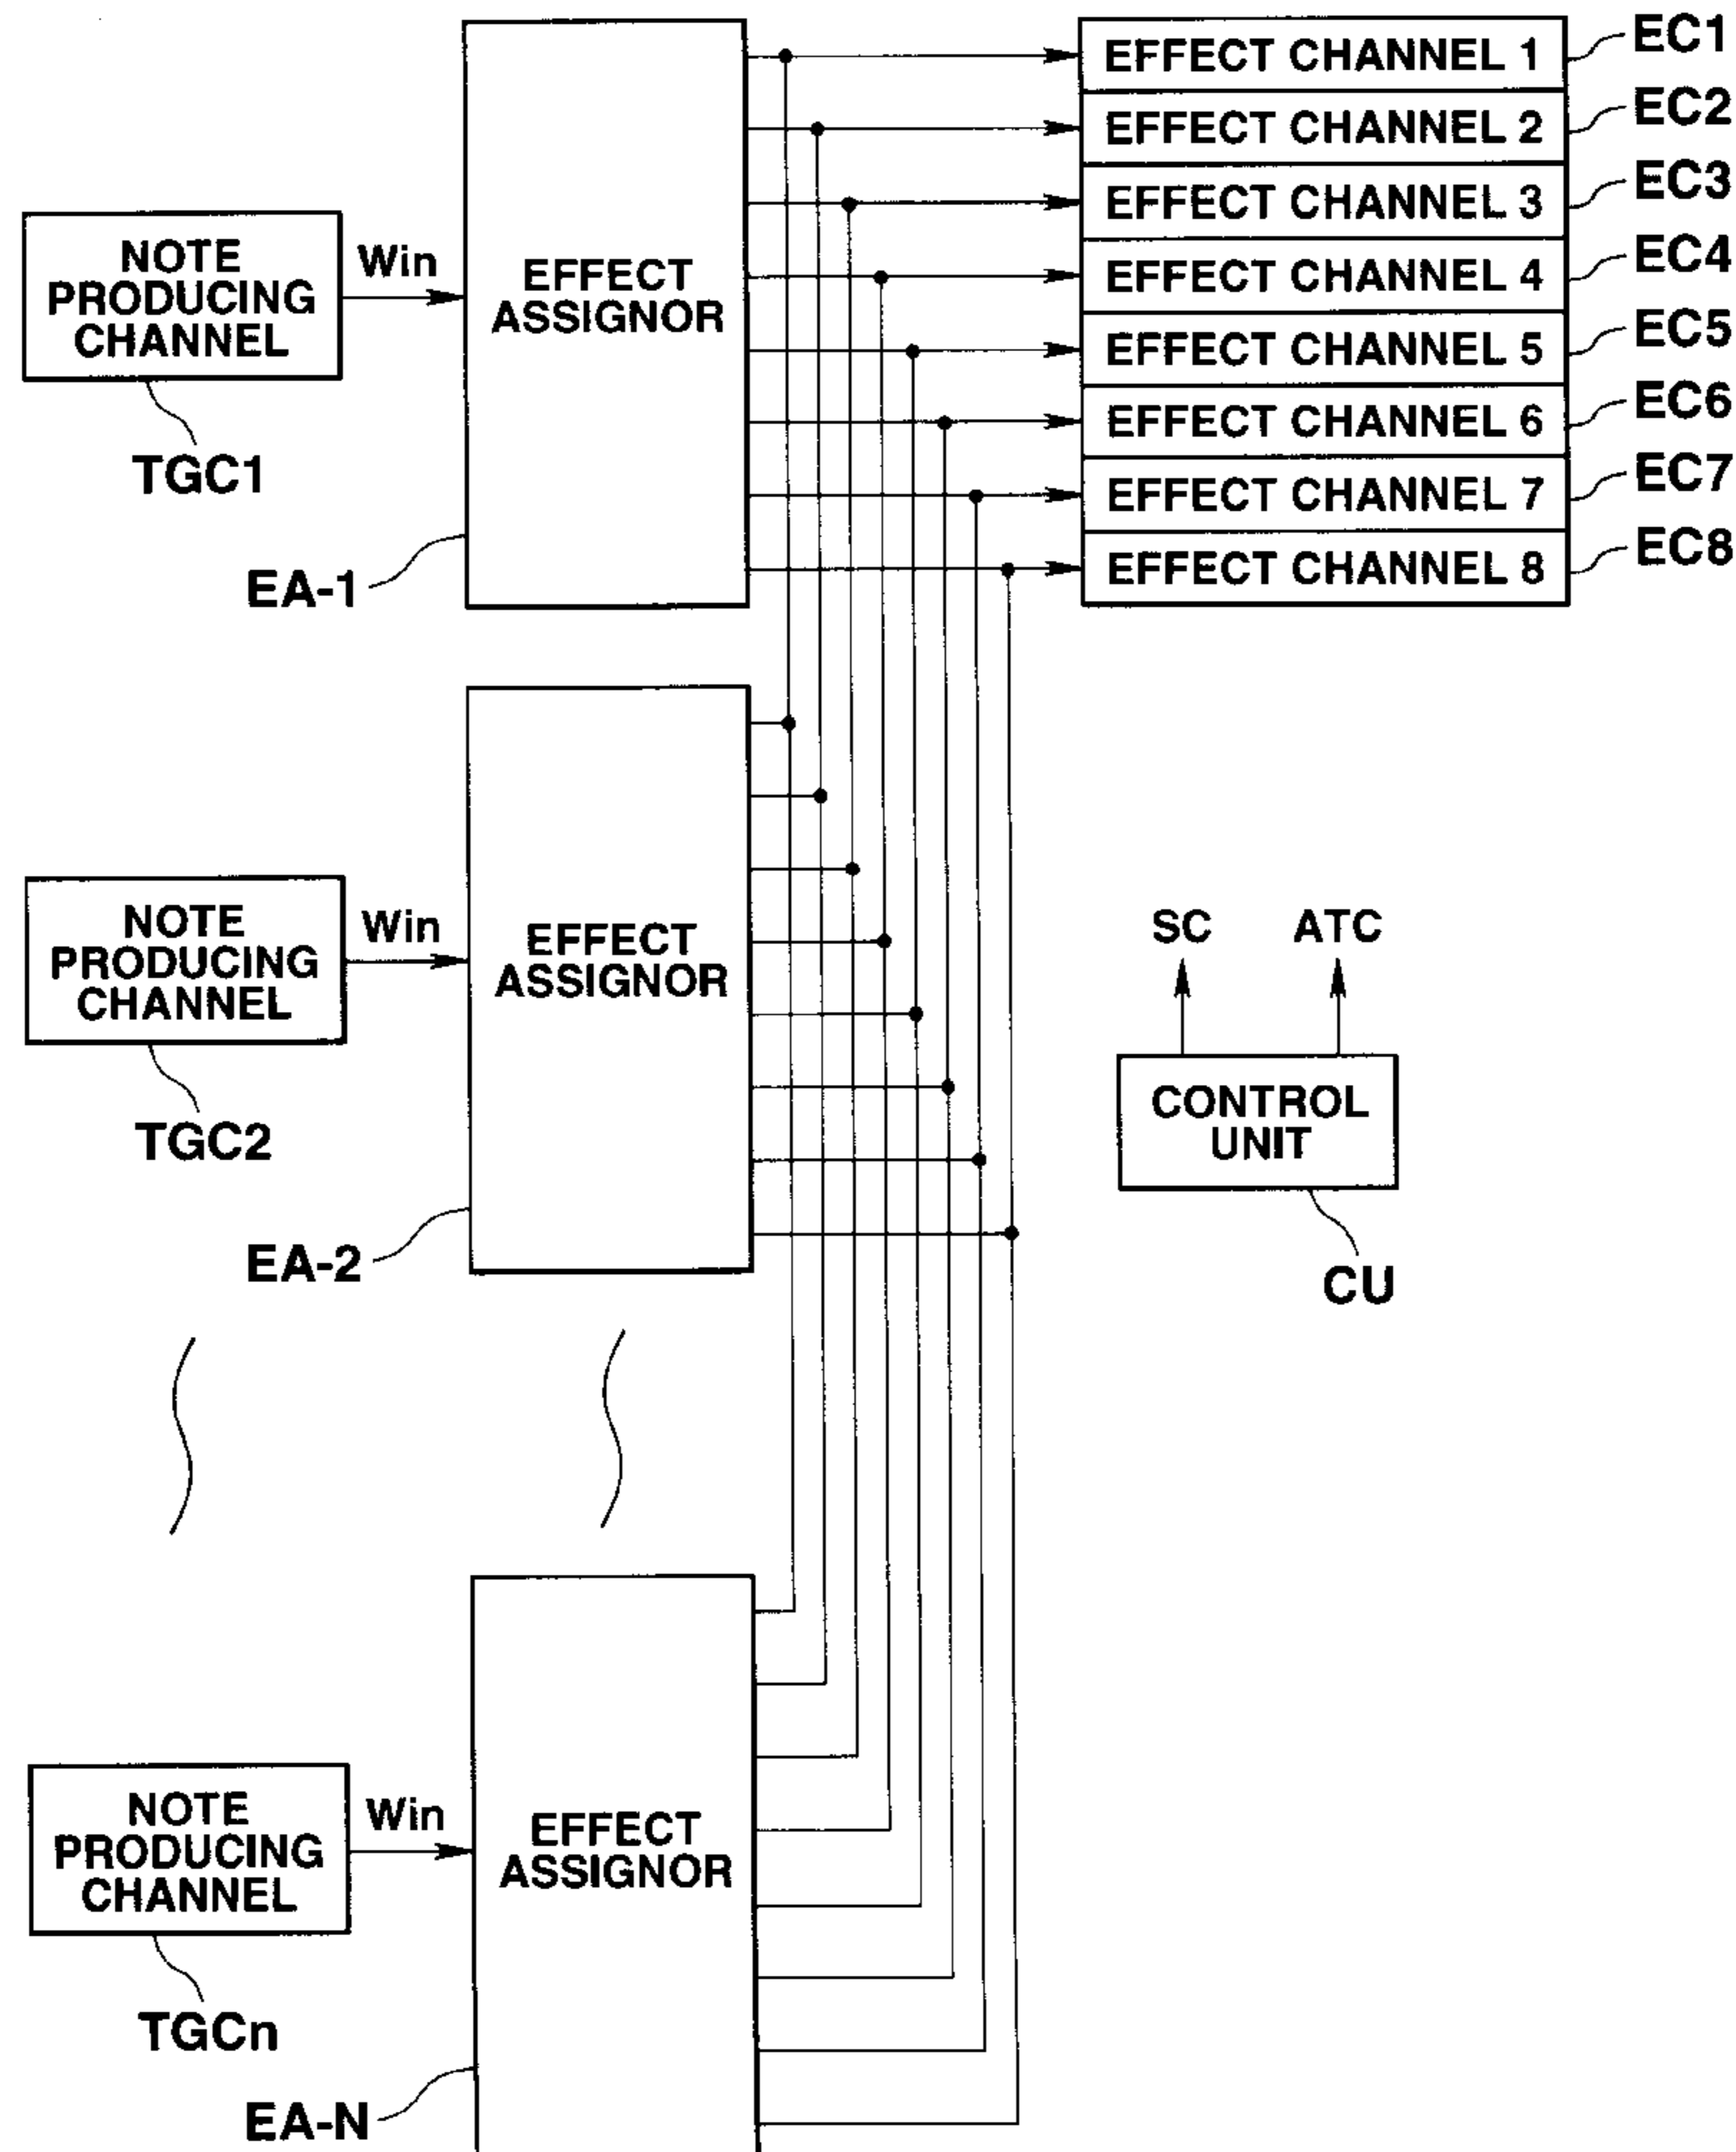 EFFECT CHANNEL 1
EC1
EFFECT CHANNEL 2
EC2
EFFECT CHANNEL 3
EC3
EFFECT CHANNEL 4
EC4
EFFECT CHANNEL 5
EC5
EFFECT CHANNEL 6
EC6
EFFECT CHANNEL 7
EC7
EFFECT CHANNEL 8
EC8
NOTE
PRODUCING
CHANNEL
Win
EFFECT
ASSIGNOR
TGC1
EA-1
NOTE
PRODUCING
CHANNEL
Win
EFFECT
ASSIGNOR
TGC2
EA-2
SC
ATC
CONTROL
UNIT
CU
NOTE
PRODUCING
CHANNEL
Win
EFFECT
ASSIGNOR
TGCn
EA-N